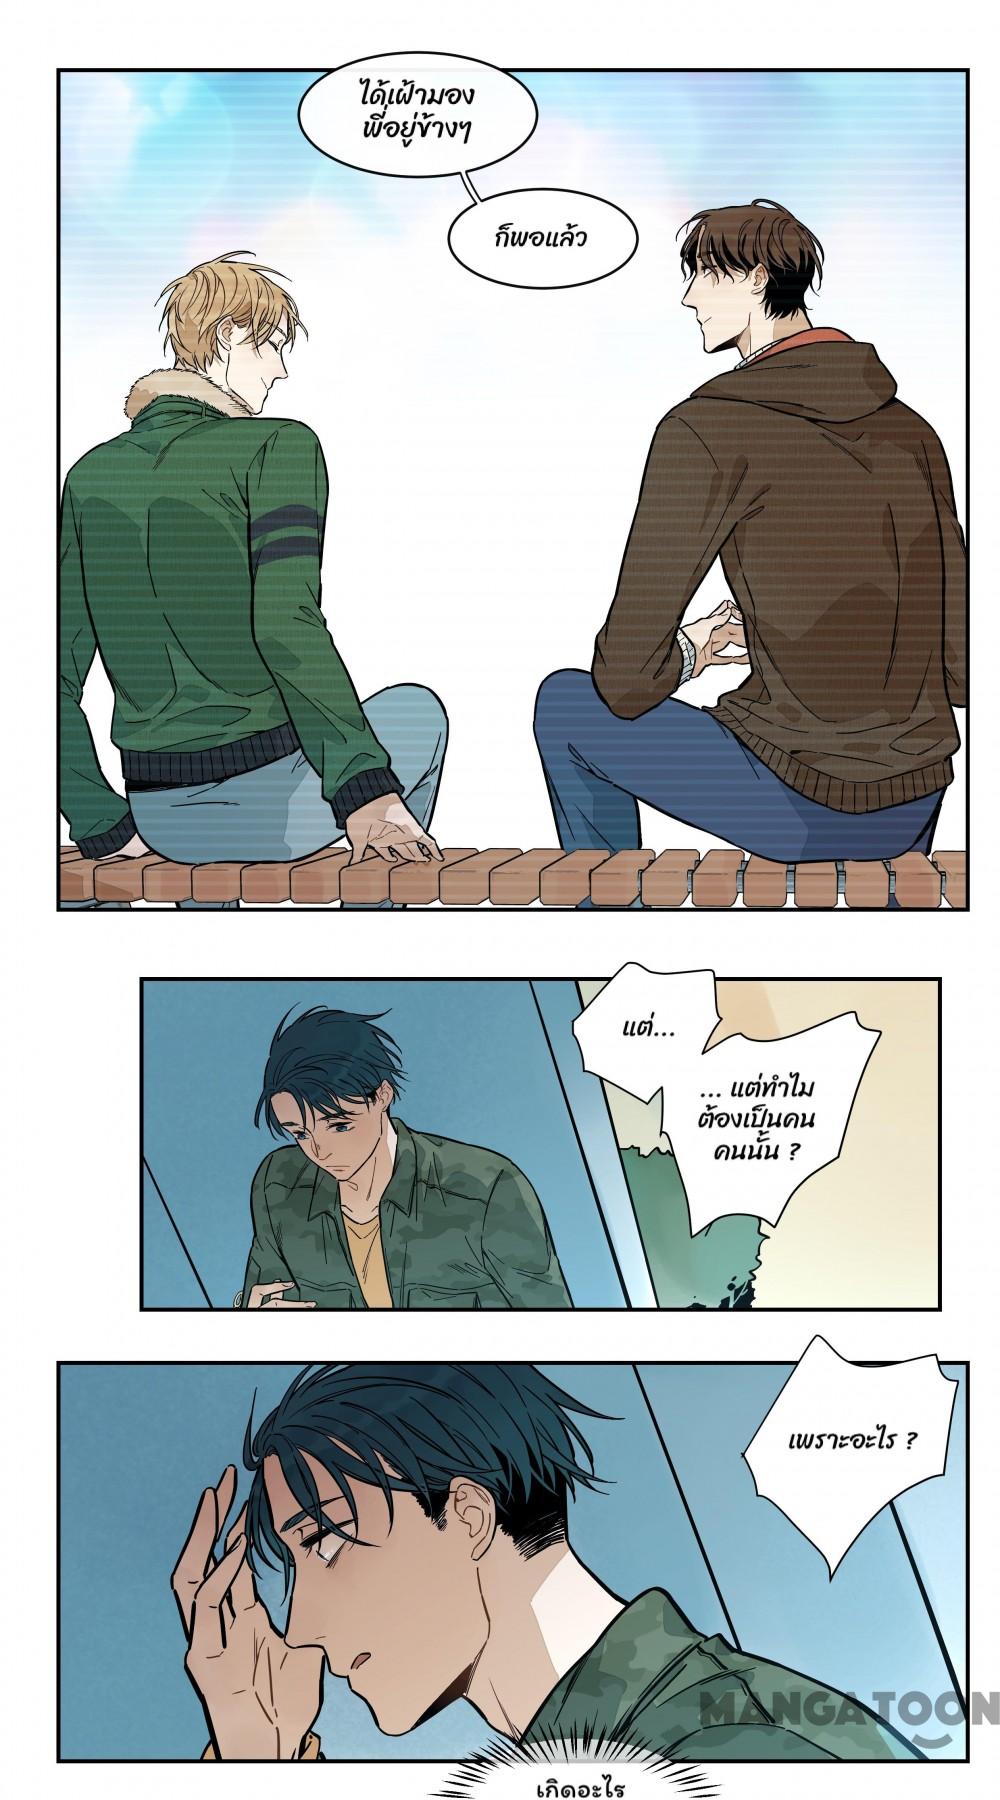 ได้เฝ้ามอง
พี่อยู่ข้างๆ
ก็พอแล้ว
แต่...
... แต่ทำไม
ต้องเป็นคน
คนนั้น ?
เพราะอะไร ?
MANGATOON
เกิดอะไร